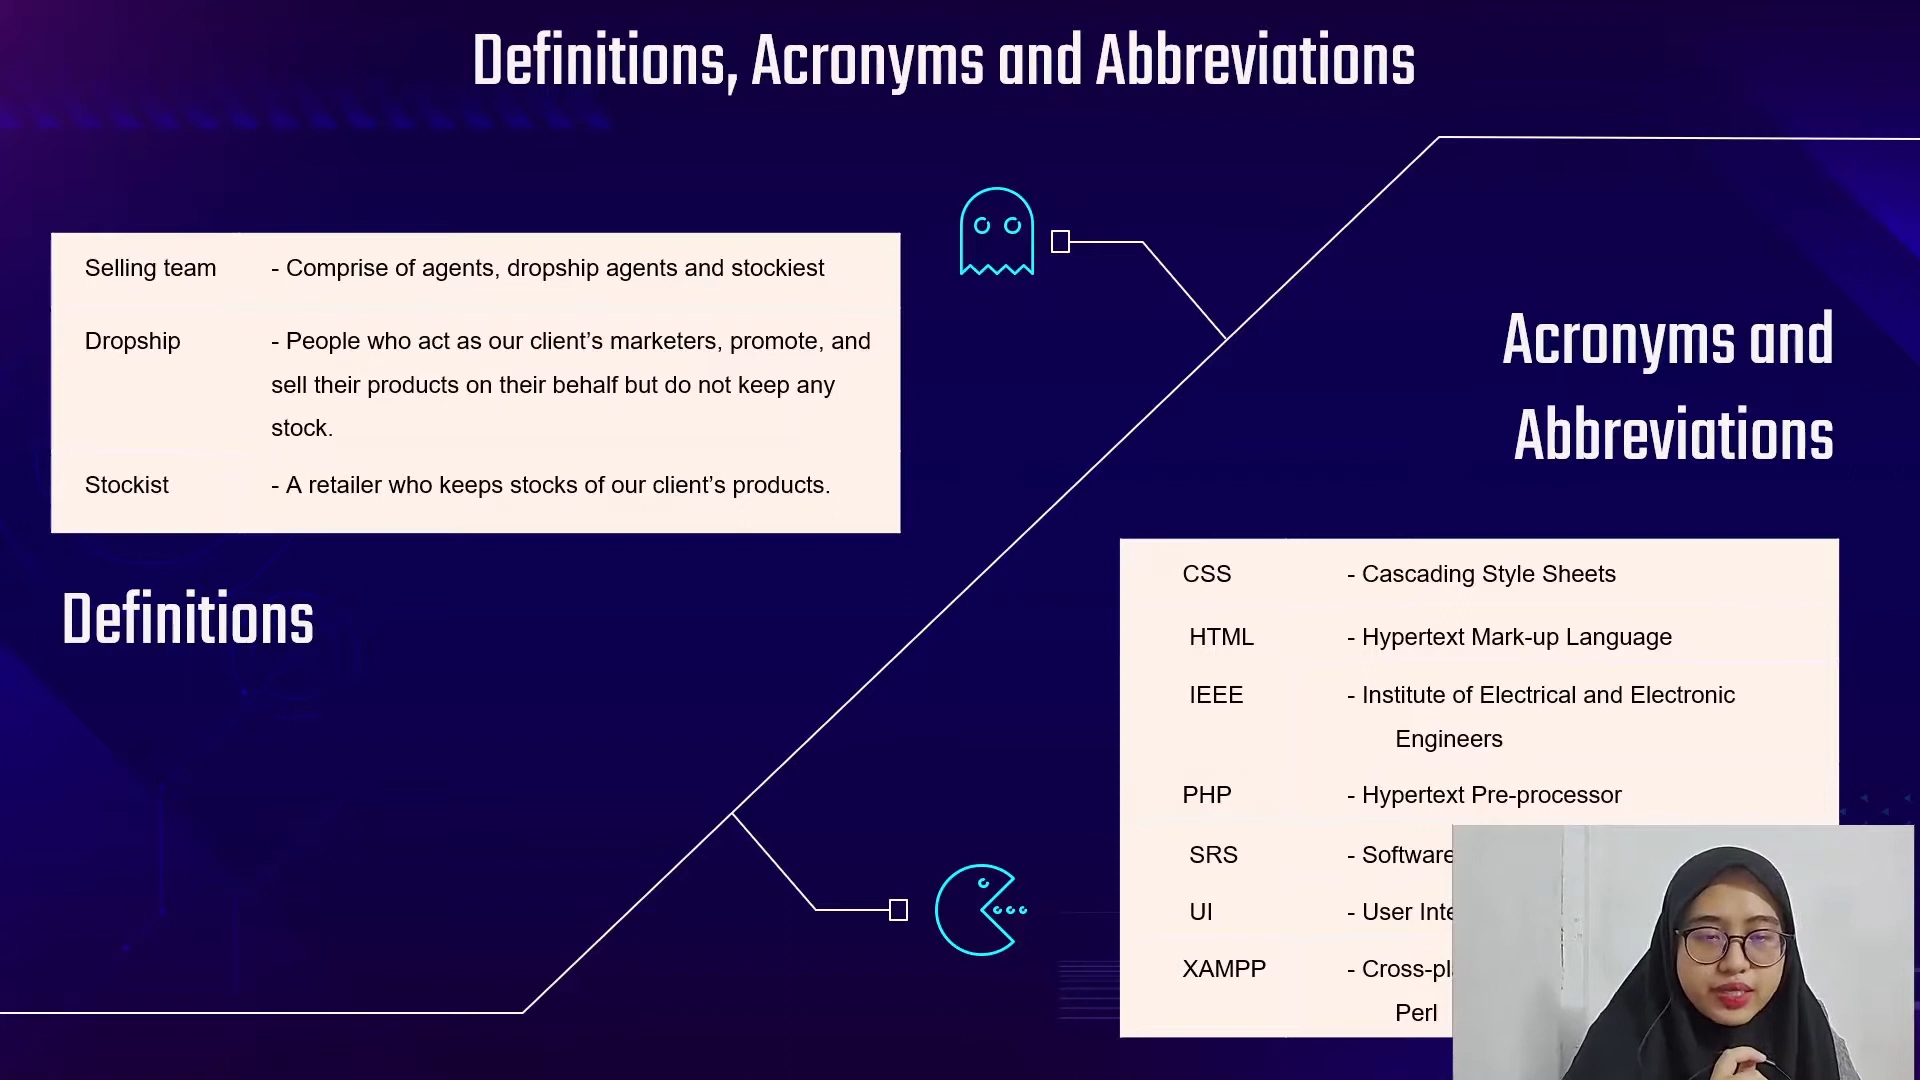 Definitions, Acronyms and Abbreviations
Selling team - Comprise of agents, dropship agents and stockiest
Dropship - People who act as our client’s marketers, promote, and
sell their products on their behalf but do not keep any
stock.
Stockist - A retailer who keeps stocks of our client’s products.
Definitions
Acronyms and
Abbreviations
CSS - Cascading Style Sheets
HTML - Hypertext Mark-up Language
IEEE - Institute of Electrical and Electronic
Engineers
PHP - Hypertext Pre-processor
SRS - Software
UI - User
XAMPP
Perl